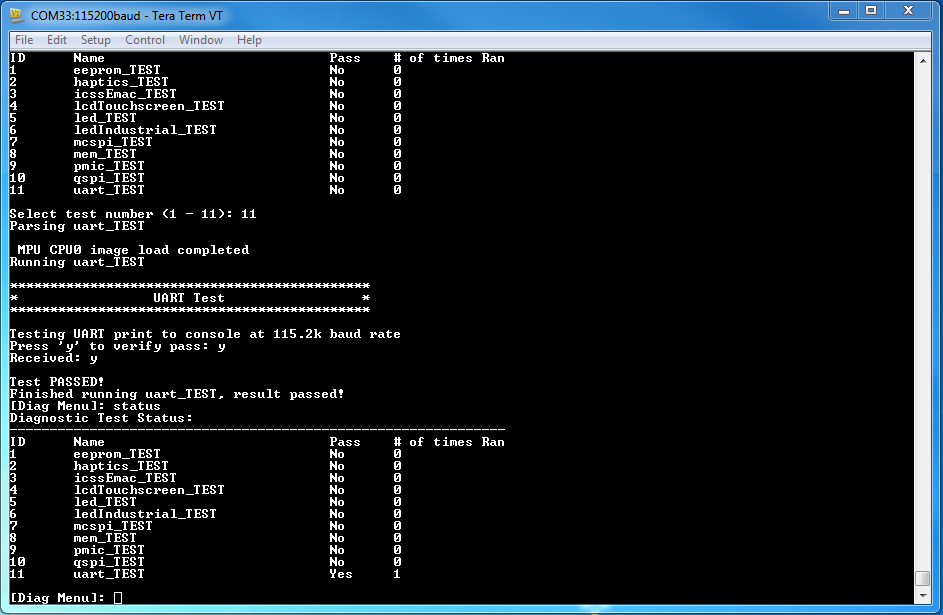 COM33:115200baud - Tera Term VT
File Edit Setup Control Window Help
ID Name Pass # of times Ran
1 eeprom_TEST No 0
2 haptics_TEST No 0
3 icssEmac_TEST No 0
4 lcdTouchscreen_TEST No 0
5 led_TEST No 0
6 ledIndustrial_TEST No 0
7 mcspi_TEST No 0
8 mem_TEST No 0
9 pmic_TEST No 0
10 qspi_TEST No 0
11 uart_TEST No 0
Select test number (1 - 11): 11
Parsing uart_TEST
MPU CPU0 image load completed
Running uart_TEST
*********************************************
* UART Test *
*********************************************
Testing UART print to console at 115.2k baud rate
Press 'y' to verify pass: y
Received: y
Test PASSED!
Finished running uart_TEST, result passed!
[Diag Menu]: status
Diagnostic Test Status:
--------------------------------------------------------------
ID Name Pass # of times Ran
1 eeprom_TEST No 0
2 haptics_TEST No 0
3 icssEmac_TEST No 0
4 lcdTouchscreen_TEST No 0
5 led_TEST No 0
6 ledIndustrial_TEST No 0
7 mcspi_TEST No 0
8 mem_TEST No 0
9 pmic_TEST No 0
10 qspi_TEST No 0
11 uart_TEST Yes 1
[Diag Menu]: